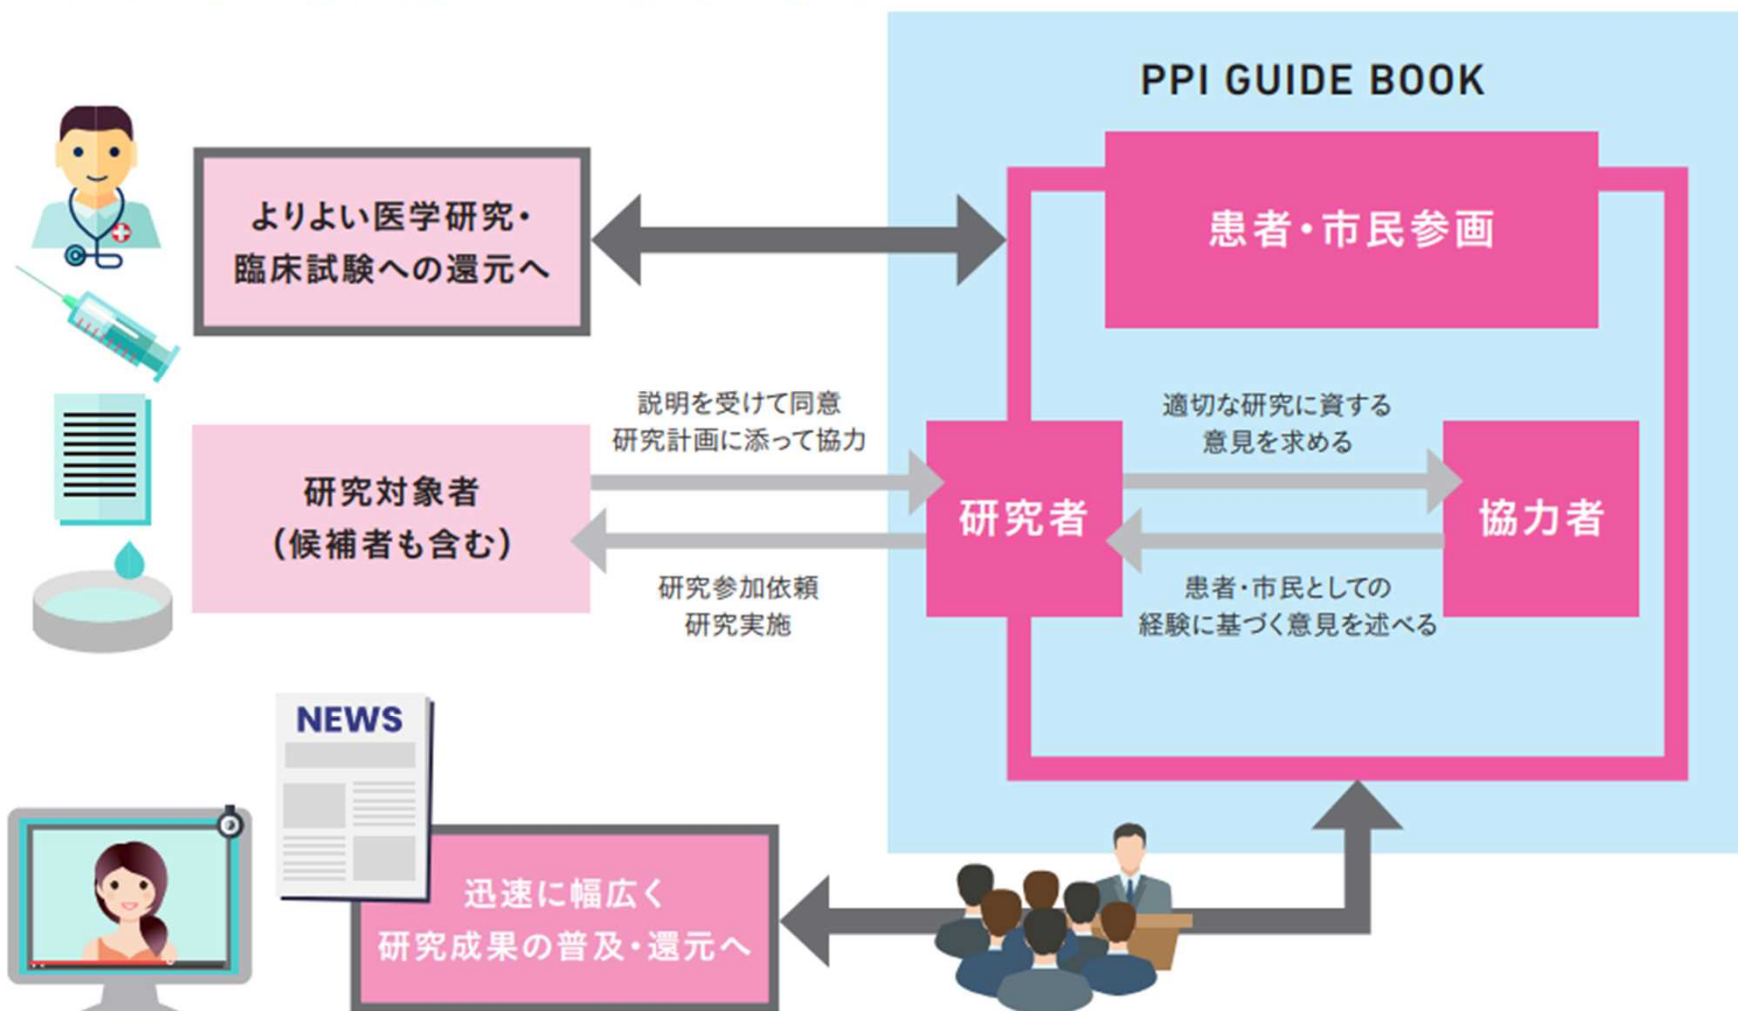 PPI GUIDE BOOK
患者・市民参画
よりよい医学研究・
臨床試験への還元へ
説明を受けて同意
研究計画に添って協力
適切な研究に資する
意見を求める
研究対象者
(候補者も含む)
研究者
協力者
研究参加依頼
研究実施
患者・市民としての
経験に基づく意見を述べる
NEWS
迅速に幅広く
研究成果の普及・還元へ